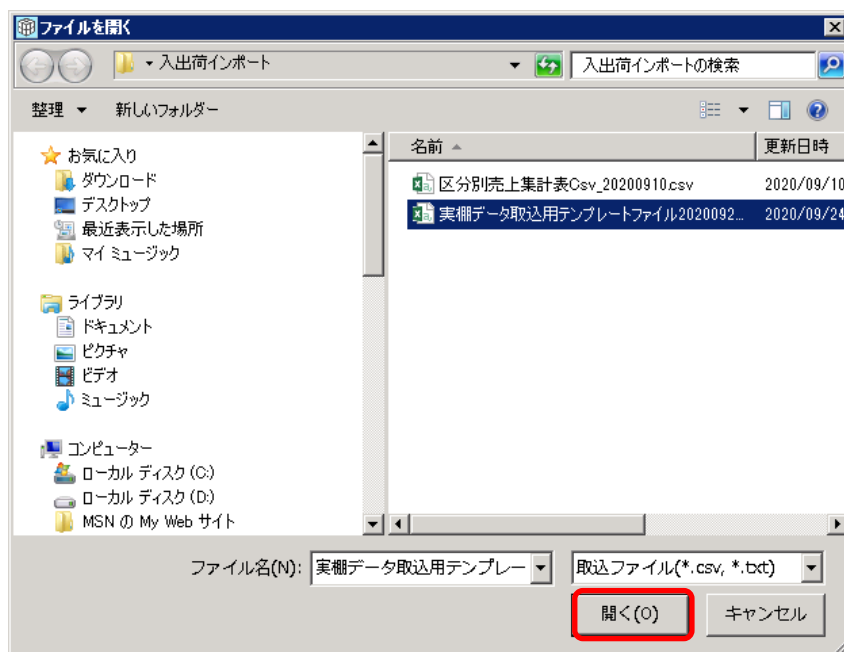 ファイルを開く
入出荷インポート
入出荷インポートの検索
整理
新しいフォルダー
名前
更新日時
お気に入り
ダウンロード
デスクトップ
最近表示した場所
マイ ミュージック
区分別売上集計表Csv_20200910.csv
2020/09/10
実棚データ取込用テンプレートファイル2020092...
2020/09/24
ライブラリ
ドキュメント
ピクチャ
ビデオ
ミュージック
コンピューター
ローカル ディスク (C:)
ローカル ディスク (D:)
MSN の My Web サイト
ファイル名(N):
実棚データ取込用テンプレー
取込ファイル(*.csv, *.txt)
開く(O)
キャンセル